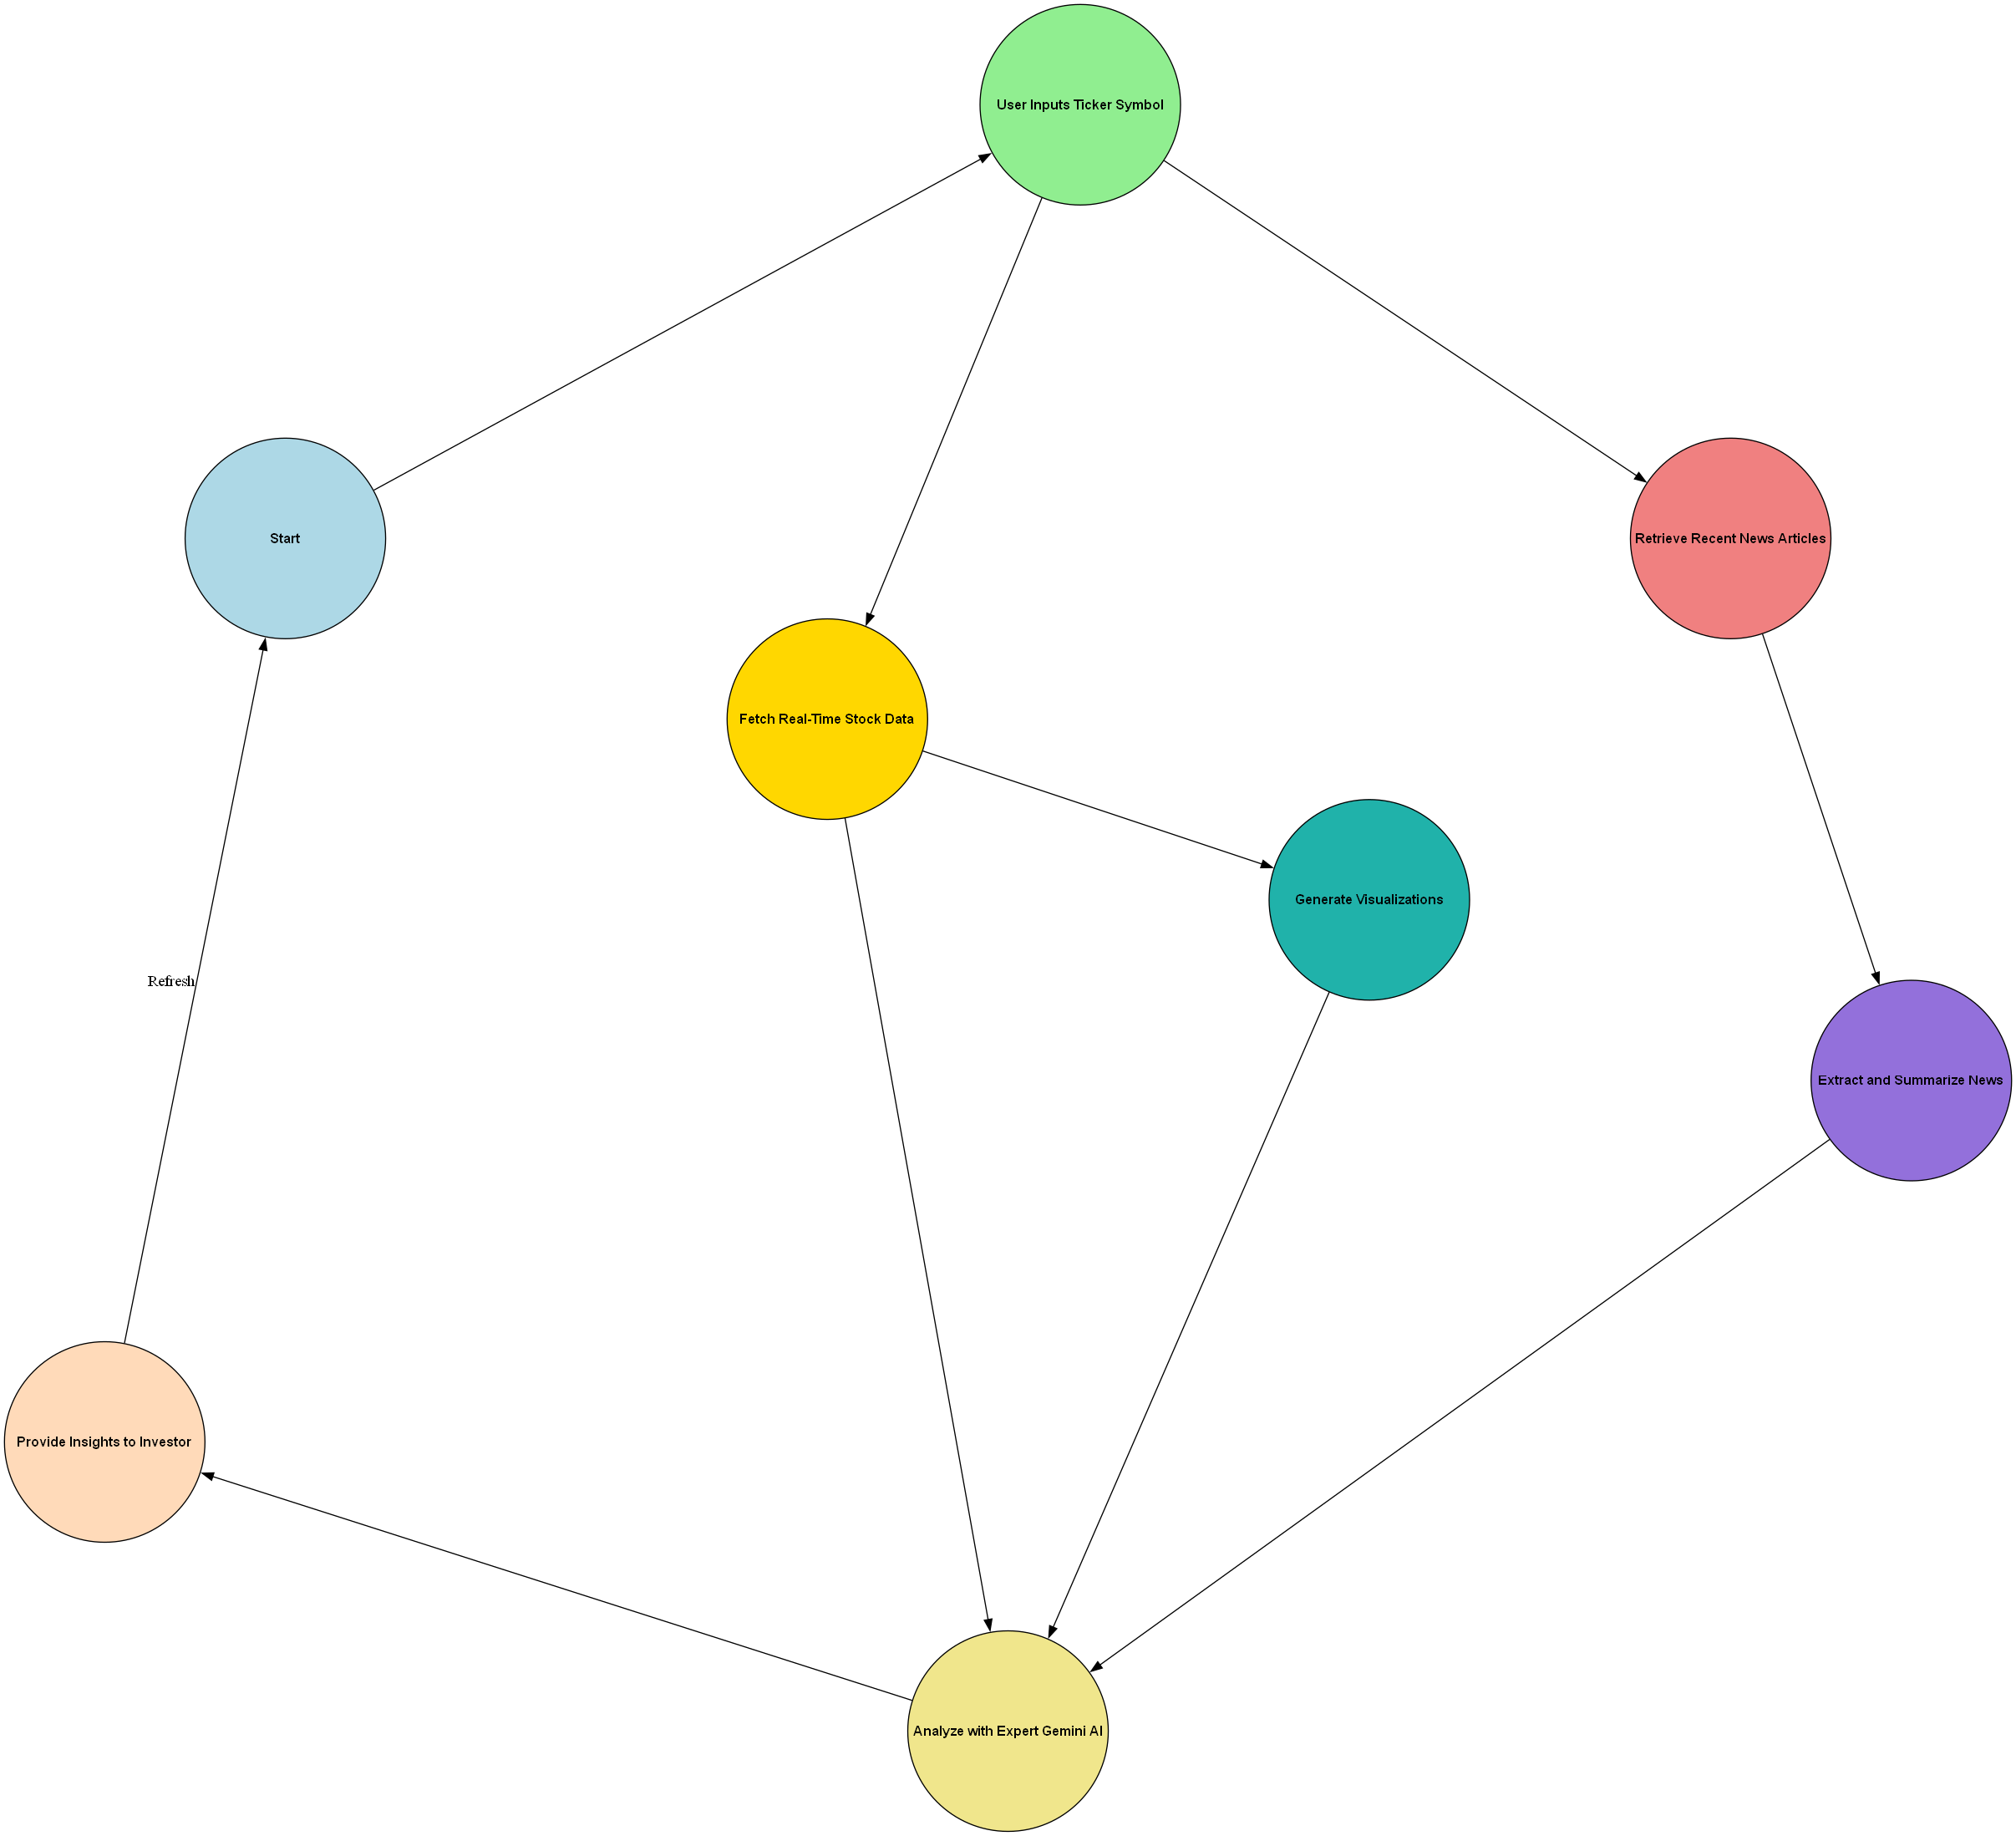 User Inputs Ticker Symbol
Start
Retrieve Recent News Articles
Fetch Real-Time Stock Data
Generate Visualizations
Refresh
Extract and Summarize News
Provide Insights to Investor
Analyze with Expert Gemini AI